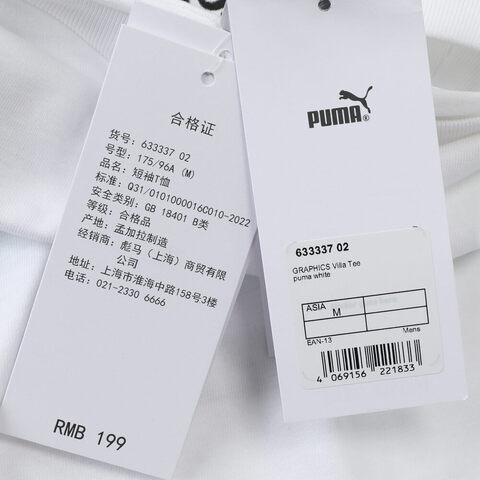 合格证
货号: 633337 02
号型: 175/96A (M)
品名: 短袖T恤
标准: Q31/0101000016C010-2022
安全类别: GB 18401 B类
等级: 合格品
产地: 孟加拉制造
经销商: 彪马（上海）商贸有限
公司
地址: 上海市淮海中路158号3楼
电话: 021-2330 6666
RMB 199
PUMA®
633337 02
GRAPHICS Villa Tee
puma white
ASIA
M
EAN-13
Mens
4 069156 221833